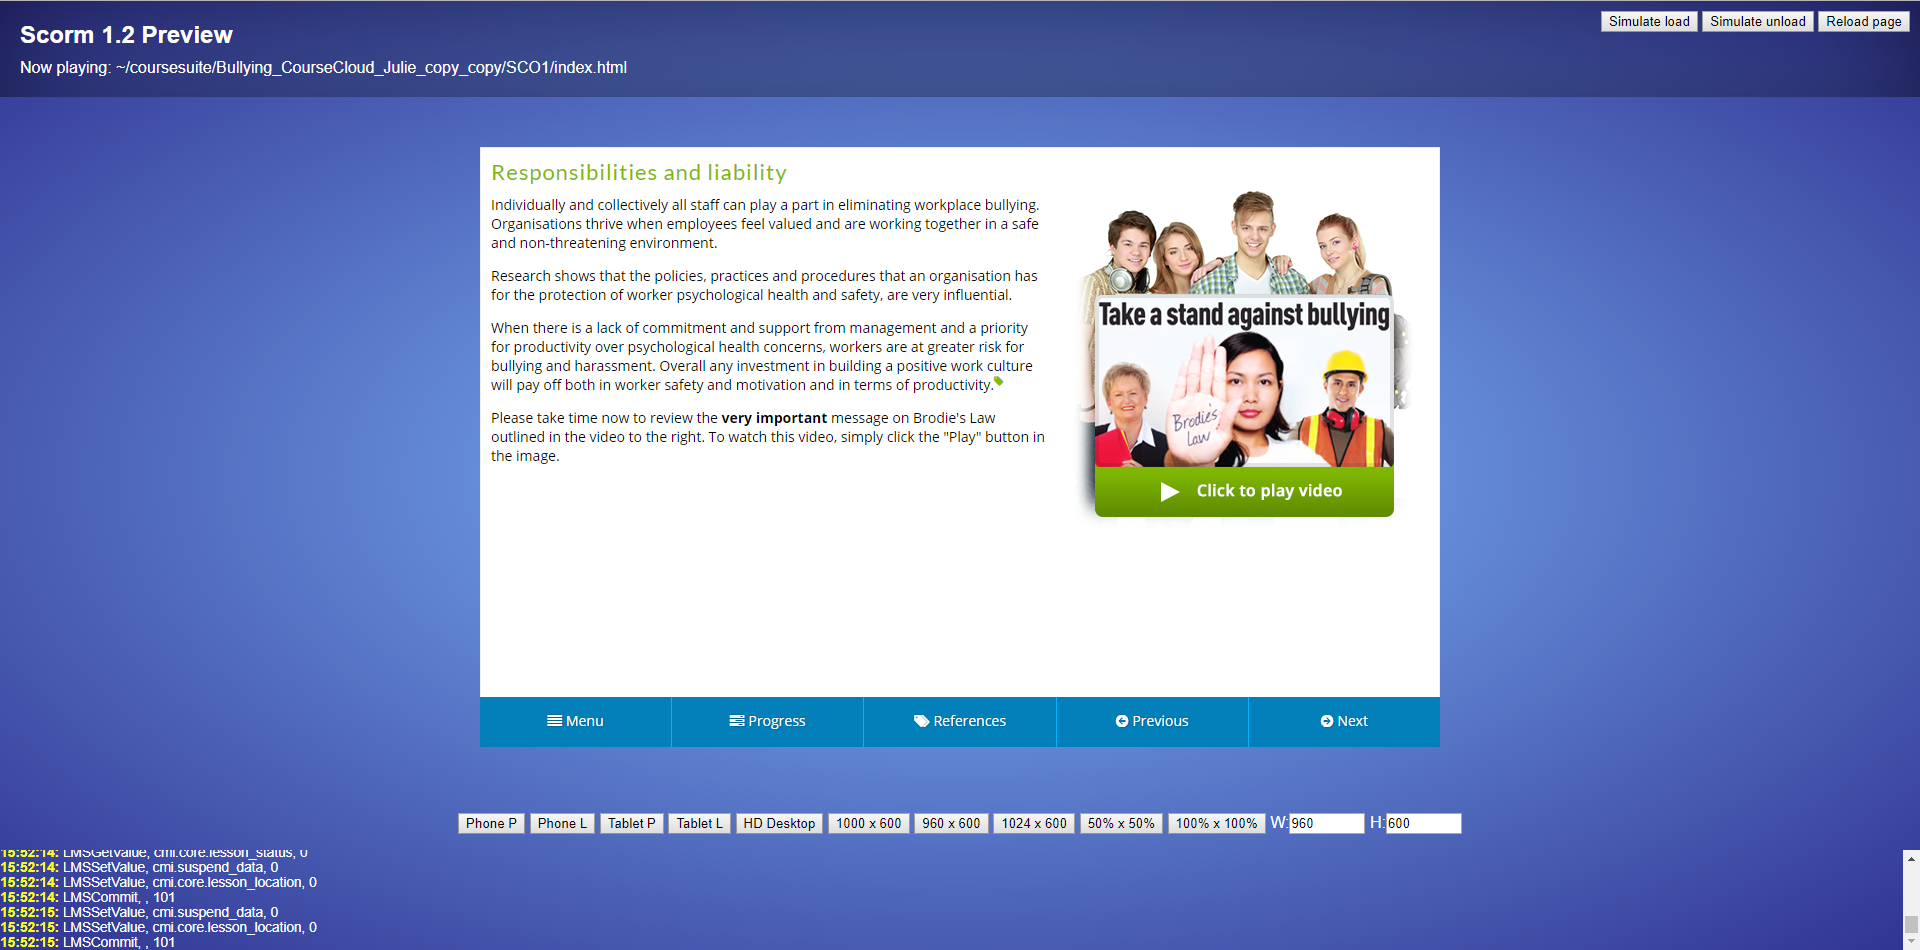 Scorm 1.2 Preview
Simulate load Simulate unload Reload page
Now playing: ~/coursesuite/Bullying_CourseCloud_Julie_copy_copy/SCO1/index.html
Responsibilities and liability
Individually and collectively all staff can play a part in eliminating workplace bullying.
Organisations thrive when employees feel valued and are working together in a safe
and non-threatening environment.
Research shows that the policies, practices and procedures that an organisation has
for the protection of worker psychological health and safety, are very influential.
When there is a lack of commitment and support from management and a priority
for productivity over psychological health concerns, workers are at greater risk for
bullying and harassment. Overall any investment in building a positive work culture
will pay off both in worker safety and motivation and in terms of productivity.
Please take time now to review the very important message on Brodie's Law
outlined in the video to the right. To watch this video, simply click the "Play" button in
the image.
Take a stand against bullying
Brodie's
Law
Click to play video
Menu Progress References Previous Next
Phone P Phone L Tablet P Tablet L HD Desktop 1000 x 600 960 x 600 1024 x 600 50% x 50% 100% x 100% W: 960 H: 600
15:52:14: LMSGetValue, cmi.core.lesson_status, 0
15:52:14: LMSSetValue, cmi.suspend_data, 0
15:52:14: LMSSetValue, cmi.core.lesson_location, 0
15:52:14: LMSCommit, , 101
15:52:15: LMSSetValue, cmi.suspend_data, 0
15:52:15: LMSSetValue, cmi.core.lesson_location, 0
15:52:15: LMSCommit, , 101